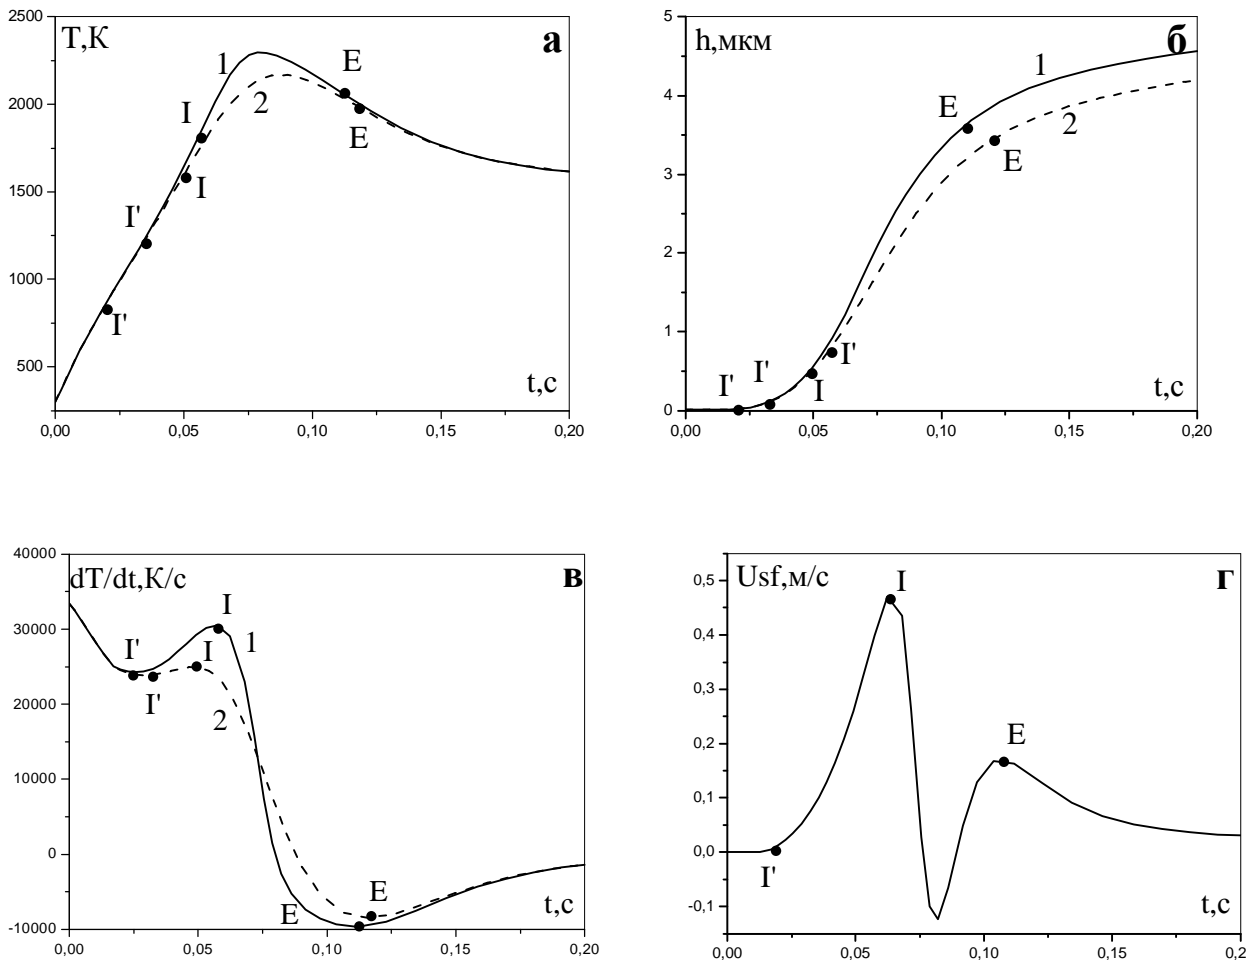 2500
T,К
а
1
E
2000
2
I
E
1500
I
I'
1000
I'
500
t,c
0,00
0,05
0,10
0,15
0,20
5
h,мкм
б
1
4
E
2
E
3
2
1
I'
I'
I'
I
t,c
0
0,00
0,05
0,10
0,15
0,20
40000
dT/dt,К/с
в
I
30000
I'
I
1
I'
2
20000
10000
0
E
E
t,c
-10000
0,00
0,05
0,10
0,15
0,20
Usf,м/с
г
0,5
I
0,4
0,3
0,2
E
0,1
0,0
I'
-0,1
t,c
0,00
0,05
0,10
0,15
0,2